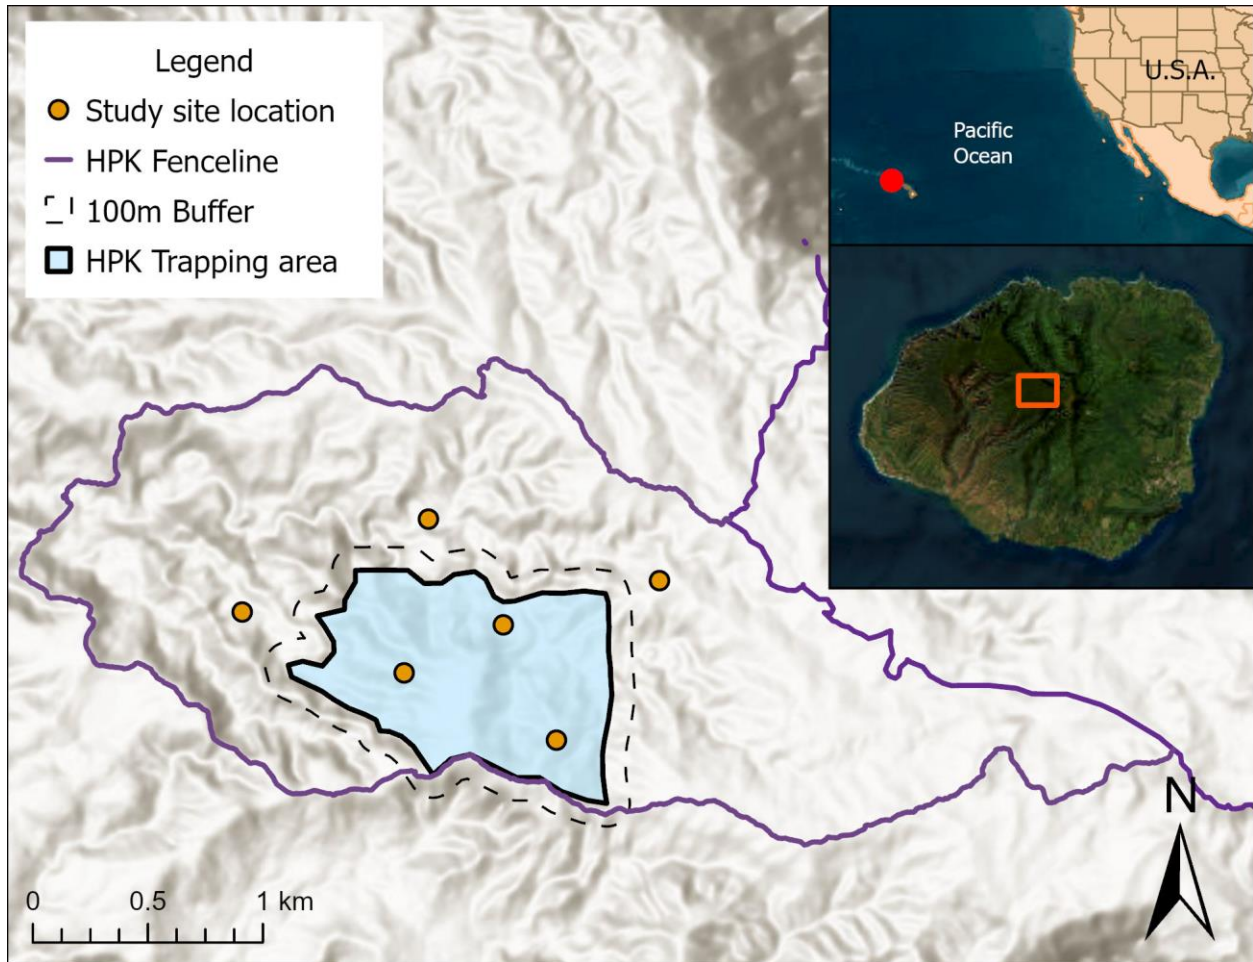 Legend
Study site location
HPK Fenceline
100m Buffer
HPK Trapping area
U.S.A.
Pacific
Ocean
N
0 0.5 1 km